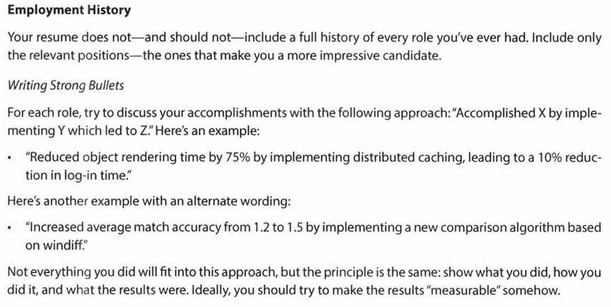 Employment History
Your resume does not—and should not—include a full history of every role you've ever had. Include only
the relevant positions—the ones that make you a more impressive candidate.
Writing Strong Bullets
For each role, try to discuss your accomplishments with the following approach: "Accomplished X by imple-
menting Y which led to Z." Here's an example:
• "Reduced object rendering time by 75% by implementing distributed caching, leading to a 10% reduc-
tion in log-in time."
Here's another example with an alternate wording:
• "Increased average match accuracy from 1.2 to 1.5 by implementing a new comparison algorithm based
on windiff."
Not everything you did will fit into this approach, but the principle is the same: show what you did, how you
did it, and what the results were. Ideally, you should try to make the results "measurable" somehow.